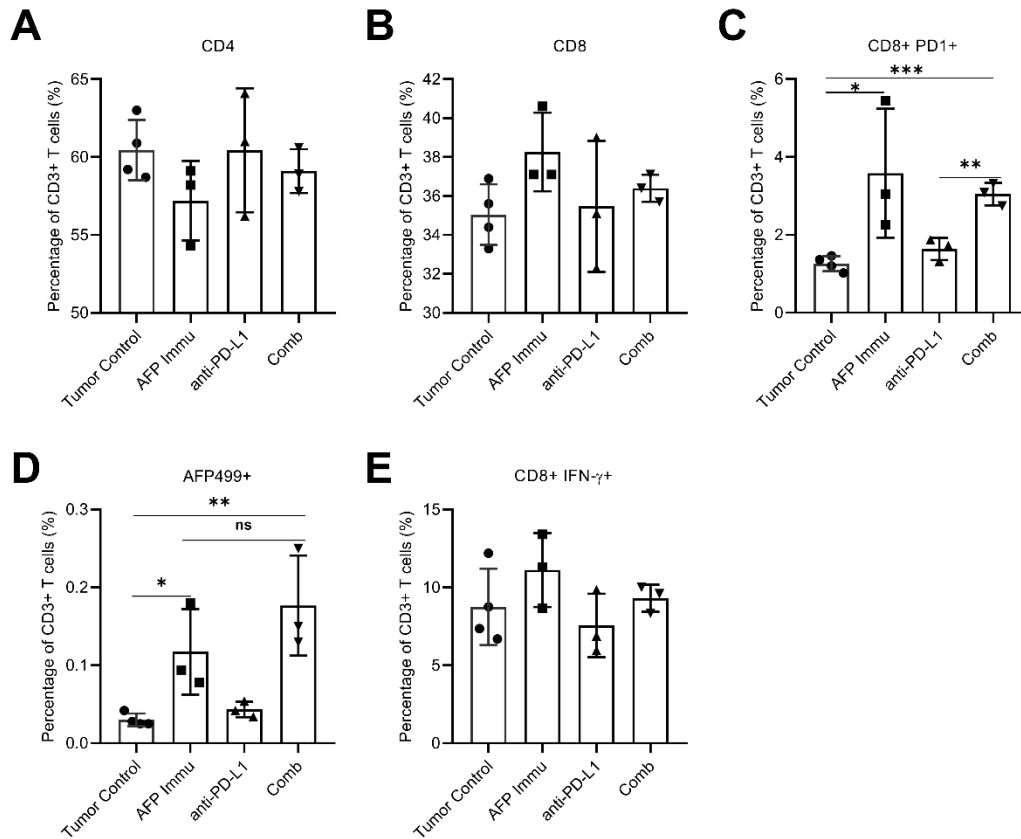 A
CD4
Percentage of CD3+ T cells (%)
65
60
55
50
Tumor Control
AFP Immu
anti-PD-L1
Comb
B
CD8
Percentage of CD3+ T cells (%)
42
40
38
36
34
32
30
Tumor Control
AFP Immu
anti-PD-L1
Comb
C
CD8+ PD1+
Percentage of CD3+ T cells (%)
6
4
2
0
***
*
**
Tumor Control
AFP Immu
anti-PD-L1
Comb
D
AFP499+
Percentage of CD3+ T cells (%)
0.3
0.2
0.1
0.0
**
ns
*
Tumor Control
AFP Immu
anti-PD-L1
Comb
E
CD8+ IFN-γ+
Percentage of CD3+ T cells (%)
15
10
5
0
Tumor Control
AFP Immu
anti-PD-L1
Comb